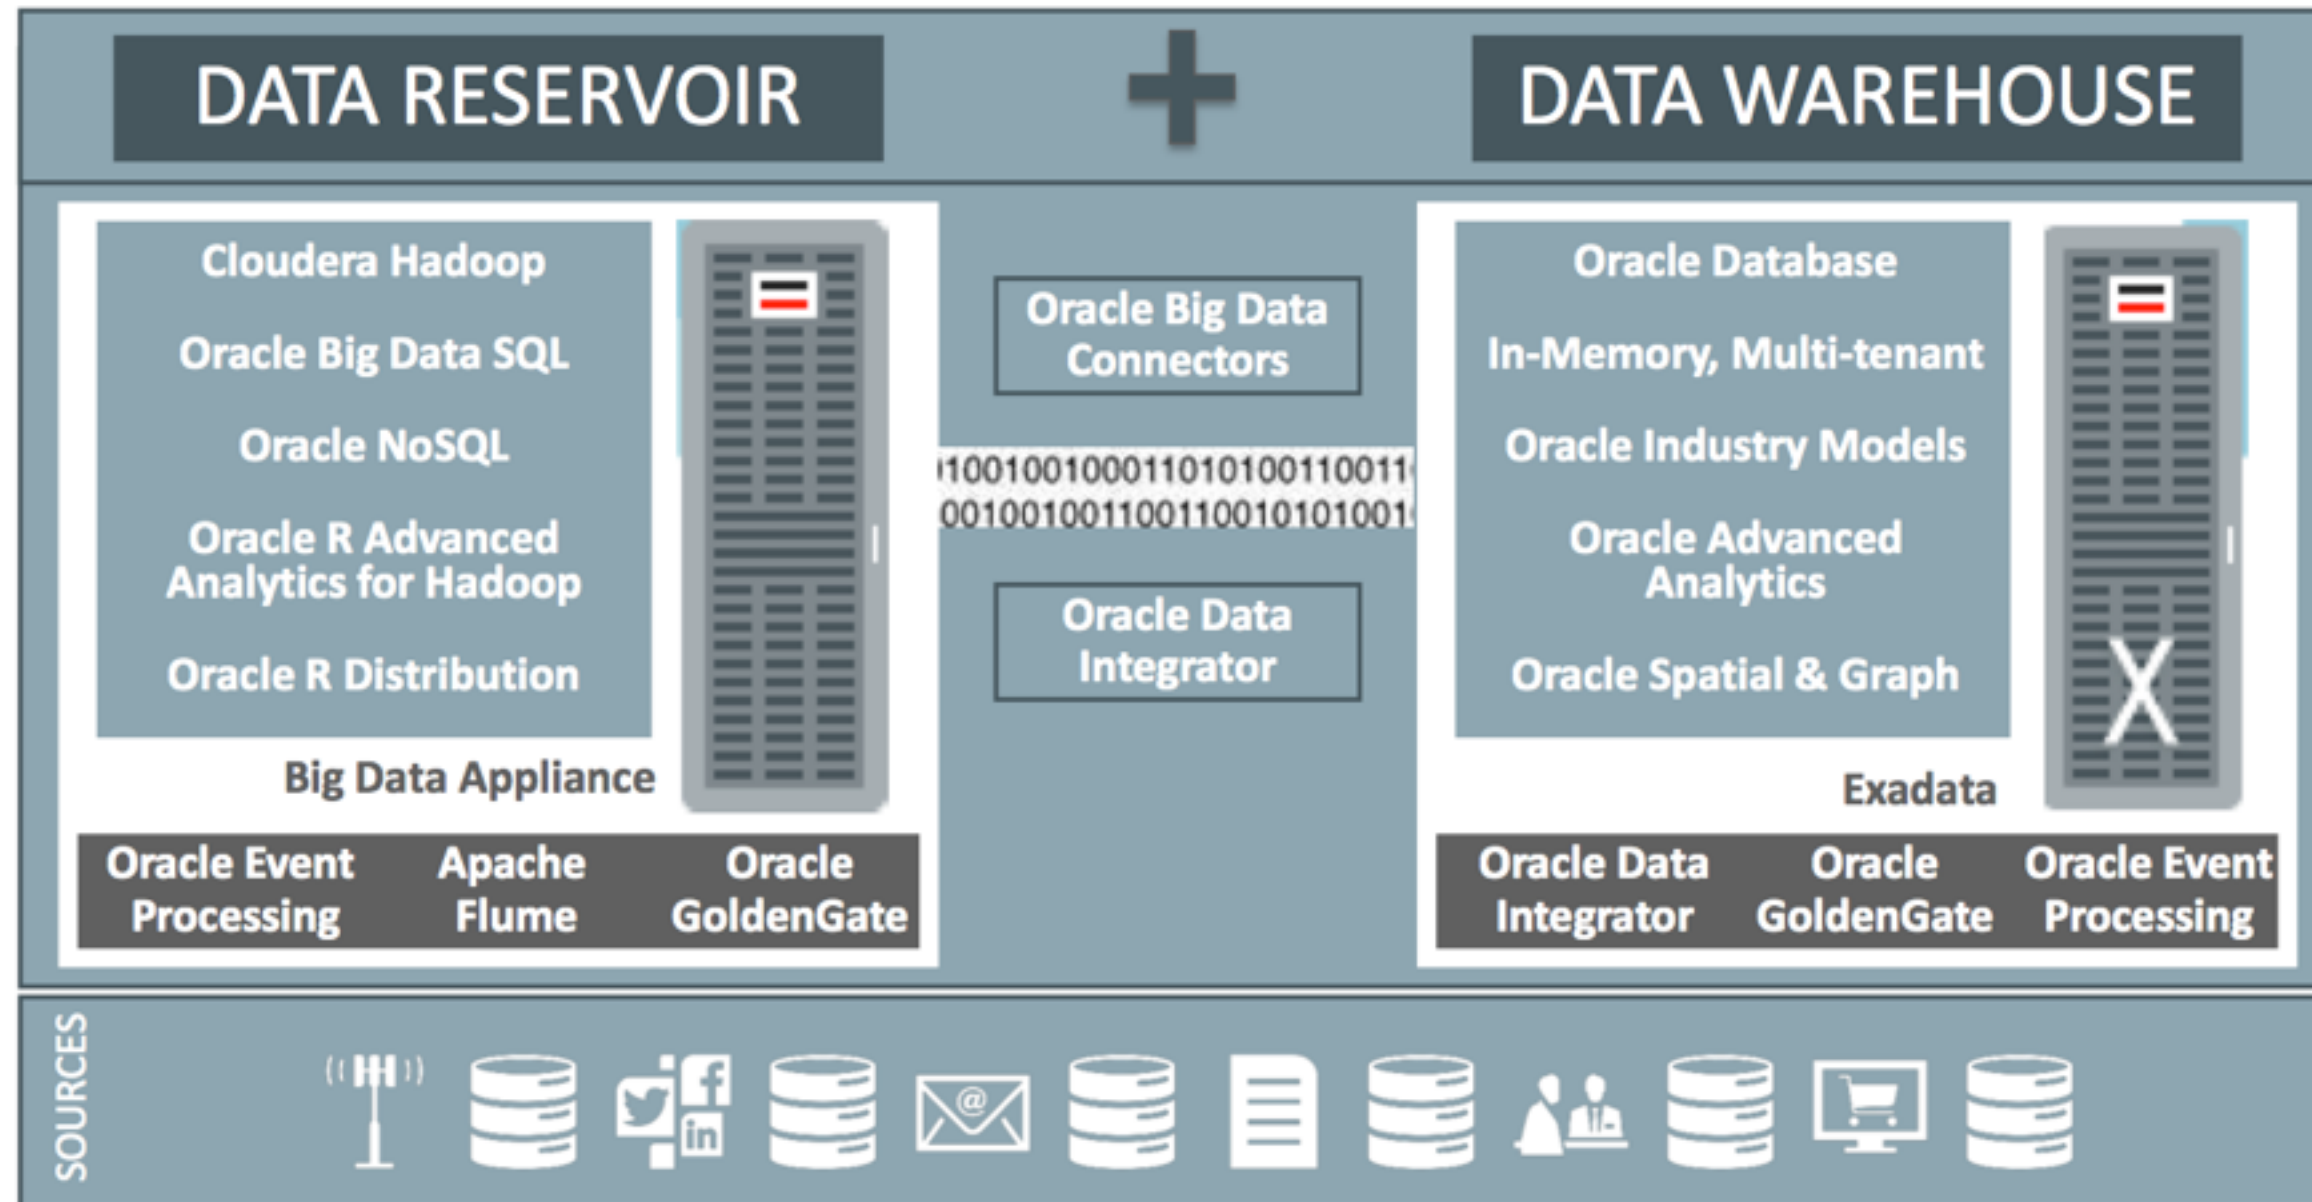 DATA RESERVOIR
DATA WAREHOUSE
Cloudera Hadoop
Oracle Big Data SQL
Oracle NoSQL
Oracle R Advanced
Analytics for Hadoop
Oracle R Distribution
Big Data Appliance
Oracle Event
Processing
Apache
Flume
Oracle
GoldenGate
Oracle Big Data
Connectors
100100100011010100110011
001001001100110010101001
Oracle Data
Integrator
Oracle Database
In-Memory, Multi-tenant
Oracle Industry Models
Oracle Advanced
Analytics
Oracle Spatial & Graph
X
Exadata
Oracle Data
Integrator
Oracle
GoldenGate
Oracle Event
Processing
SOURCES
f
in
@